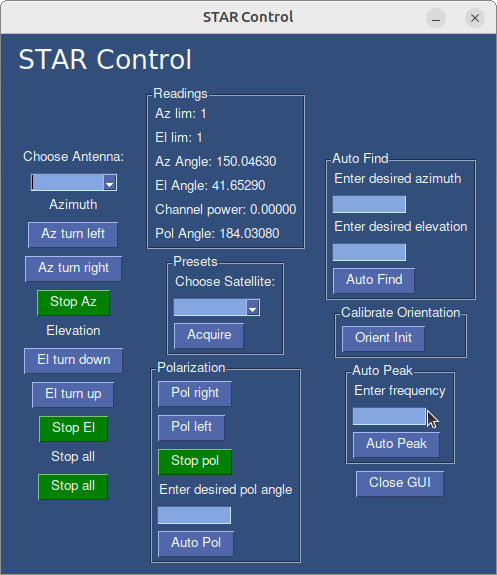 STAR Control
STAR Control
Choose Antenna:
Azimuth
Az turn left
Az turn right
Stop Az
Elevation
El turn down
El turn up
Stop El
Stop all
Stop all
Readings
Az lim: 1
El lim: 1
Az Angle: 150.04630
El Angle: 41.65290
Channel power: 0.00000
Pol Angle: 184.03080
Presets
Choose Satellite:
Acquire
Polarization
Pol right
Pol left
Stop pol
Enter desired pol angle
Auto Pol
Auto Find
Enter desired azimuth
Enter desired elevation
Auto Find
Calibrate Orientation
Orient Init
Auto Peak
Enter frequency
Auto Peak
Close GUI